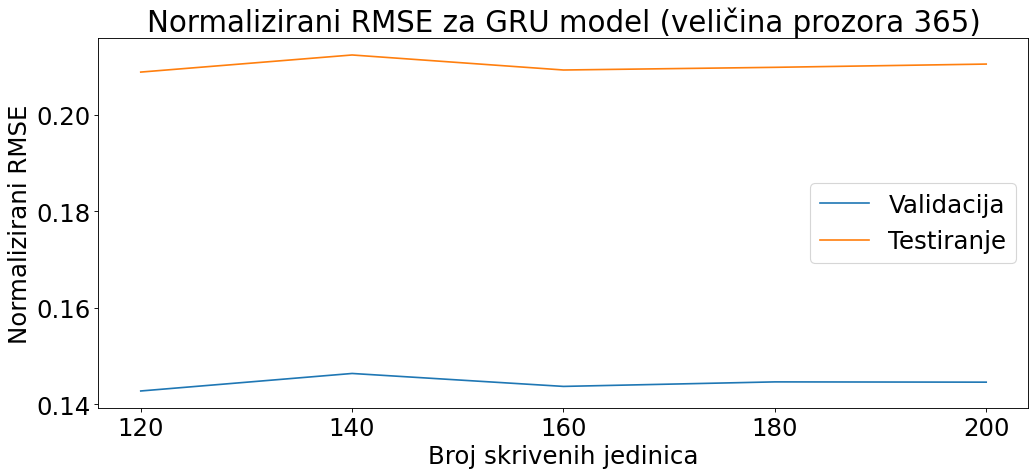 Normalizirani RMSE za GRU model (veličina prozora 365)
Normalizirani RMSE
0.20
0.18
0.16
0.14
Validacija
Testiranje
120 140 160 180 200
Broj skrivenih jedinica